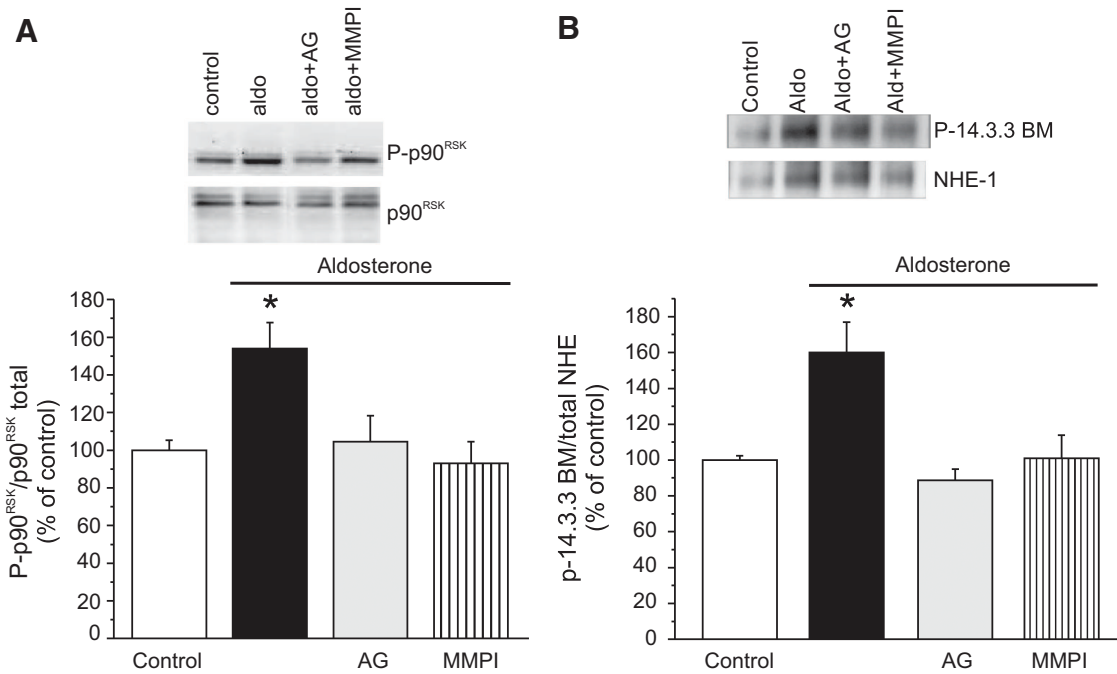 A
control
aldo
aldo+AG
aldo+MMPI
P-p90RSK
p90RSK
Aldosterone
*
P-p90RSK/p90RSK total
(% of control)
180
160
140
120
100
80
60
40
20
0
Control
AG
MMPI
B
Control
Aldo
Aldo+AG
Ald+MMPI
P-14.3.3 BM
NHE-1
Aldosterone
*
p-14.3.3 BM/total NHE
(% of control)
180
160
140
120
100
80
60
40
20
0
Control
AG
MMPI